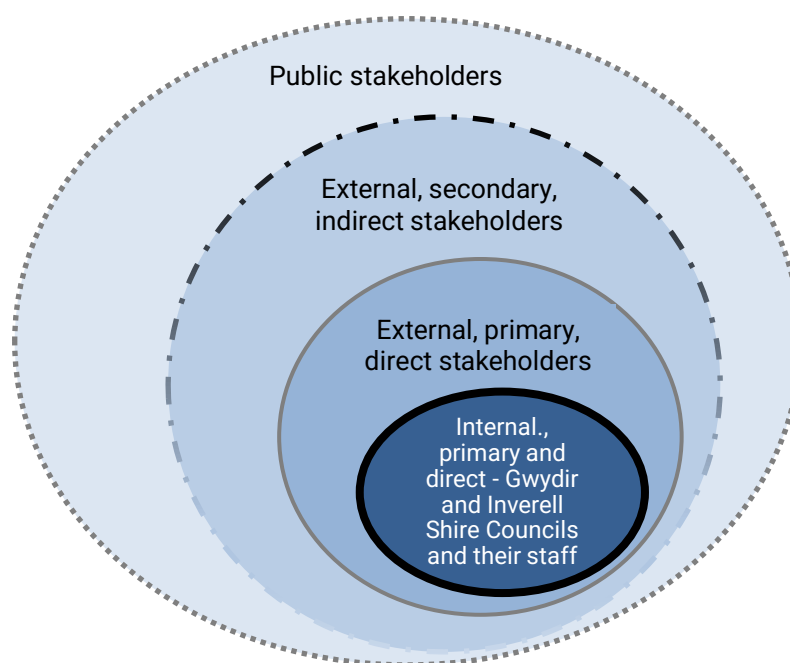 Public stakeholders
External, secondary,
indirect stakeholders
External, primary,
direct stakeholders
Internal.,
primary and
direct - Gwydir
and Inverell
Shire Councils
and their staff